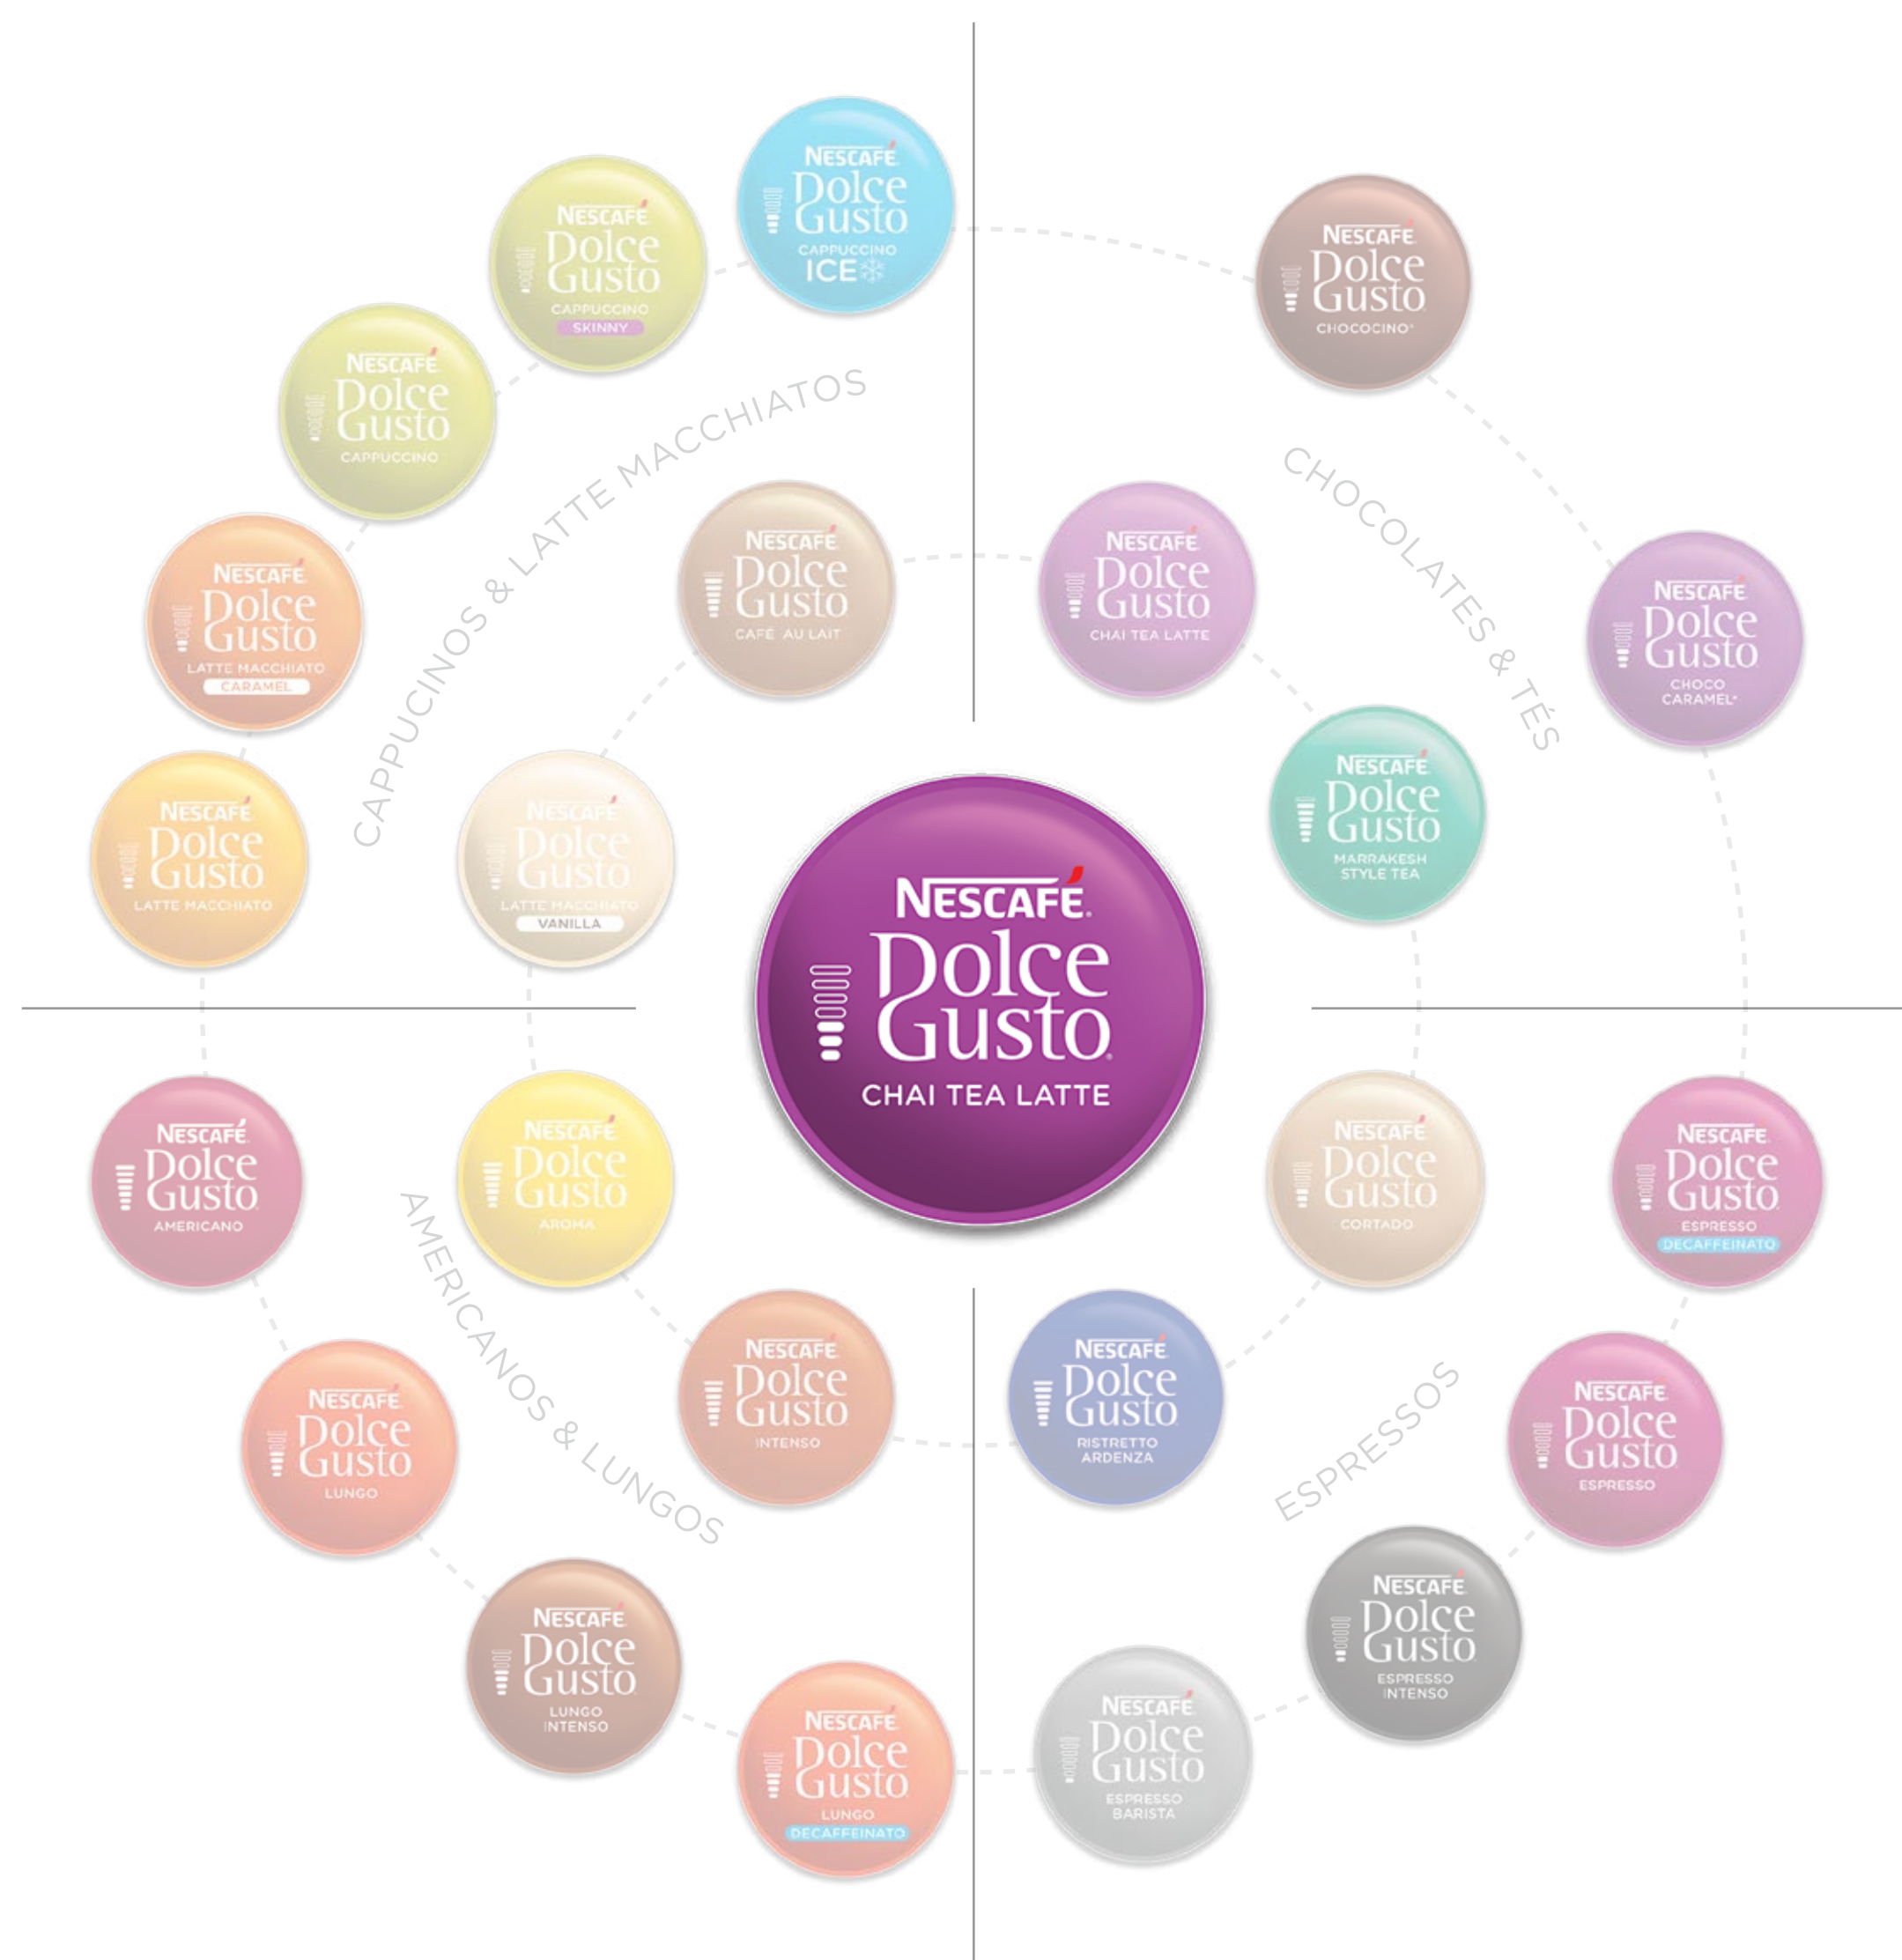 NESCAFÉ
Dolce
Gusto
CAPPUCCINO
ICE
NESCAFÉ
Dolce
Gusto
CAPPUCCINO
SKINNY
NESCAFÉ
Dolce
Gusto
CAPPUCCINO
NESCAFÉ
Dolce
Gusto
LATTE MACCHIATO
CARAMEL
NESCAFÉ
Dolce
Gusto
LATTE MACCHIATO
CAPPUCINOS & LATTE MACCHIATOS
NESCAFÉ
Dolce
Gusto
CAFÉ AU LAIT
NESCAFÉ
Dolce
Gusto
LATTE MACCHIATO
VANILLA
NESCAFÉ
Dolce
Gusto
CHOCOCINO*
NESCAFÉ
Dolce
Gusto
CHOCO
CARAMEL*
CHOCOLATES & TÉS
NESCAFÉ
Dolce
Gusto
CHAI TEA LATTE
NESCAFÉ
Dolce
Gusto
MARRAKESH
STYLE TEA
NESCAFÉ®
Dolce
Gusto®
CHAI TEA LATTE
NESCAFÉ
Dolce
Gusto
AMERICANO
NESCAFÉ
Dolce
Gusto
AROMA
AMERICANOS & LUNGOS
NESCAFÉ
Dolce
Gusto
INTENSO
NESCAFÉ
Dolce
Gusto
LUNGO
NESCAFÉ
Dolce
Gusto
LUNGO
INTENSO
NESCAFÉ
Dolce
Gusto
LUNGO
DECAFFEINATO
NESCAFÉ
Dolce
Gusto
CORTADO
NESCAFÉ
Dolce
Gusto
ESPRESSO
DECAFFEINATO
NESCAFÉ
Dolce
Gusto
RISTRETTO
ARDENZA
ESPRESSOS
NESCAFÉ
Dolce
Gusto
ESPRESSO
NESCAFÉ
Dolce
Gusto
ESPRESSO
INTENSO
NESCAFÉ
Dolce
Gusto
ESPRESSO
BARISTA